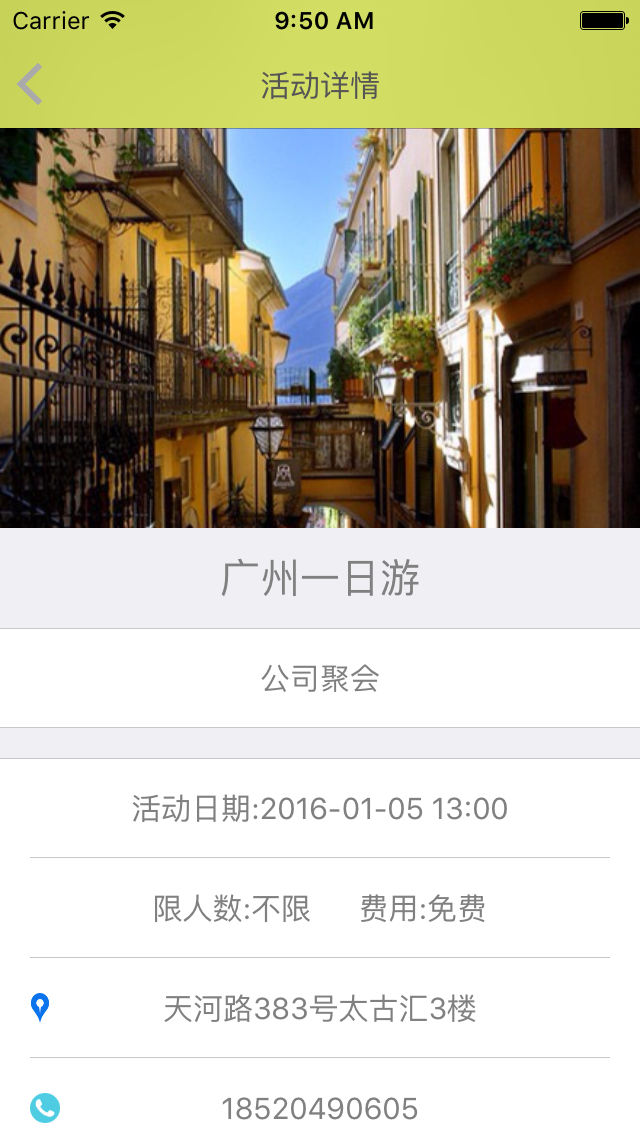 Carrier 9:50 AM
活动详情
广州一日游
公司聚会
活动日期:2016-01-05 13:00
限人数:不限 费用:免费
天河路383号太古汇3楼
18520490605